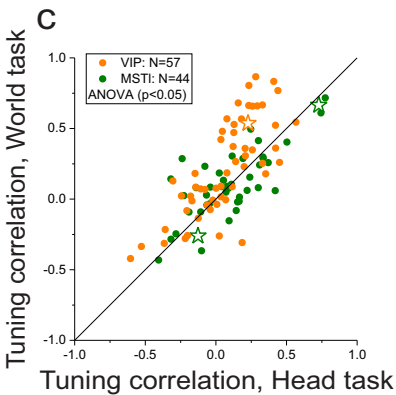 C
VIP: N=57
MSTl: N=44
ANOVA (p<0.05)
Tuning correlation, World task
1.0
0.5
0.0
-0.5
-1.0
-1.0 -0.5 0.0 0.5 1.0
Tuning correlation, Head task